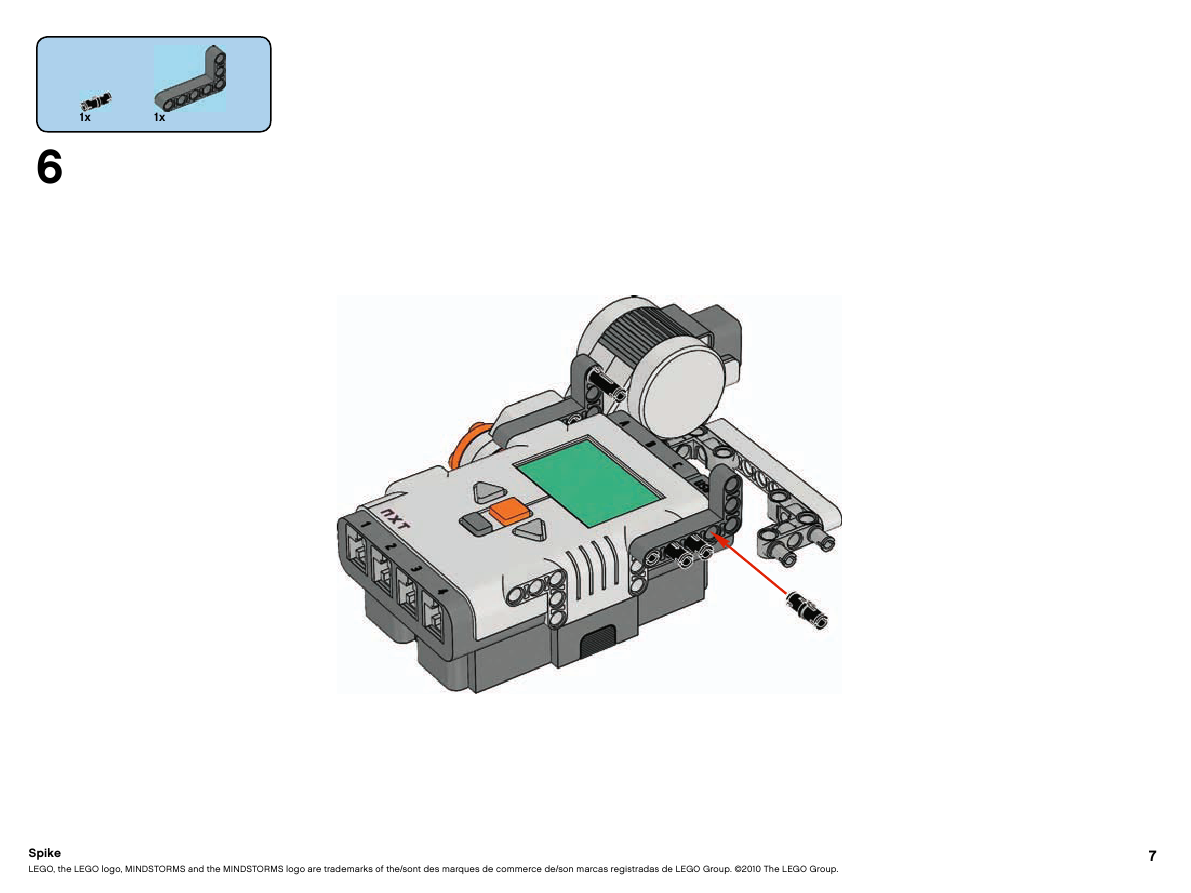 1x 1x
6
A
B
C
NXT
1
2
3
4
Spike
LEGO, the LEGO logo, MINDSTORMS and the MINDSTORMS logo are trademarks of the/sont des marques de commerce de/son marcas registradas de LEGO Group. ©2010 The LEGO Group.
7